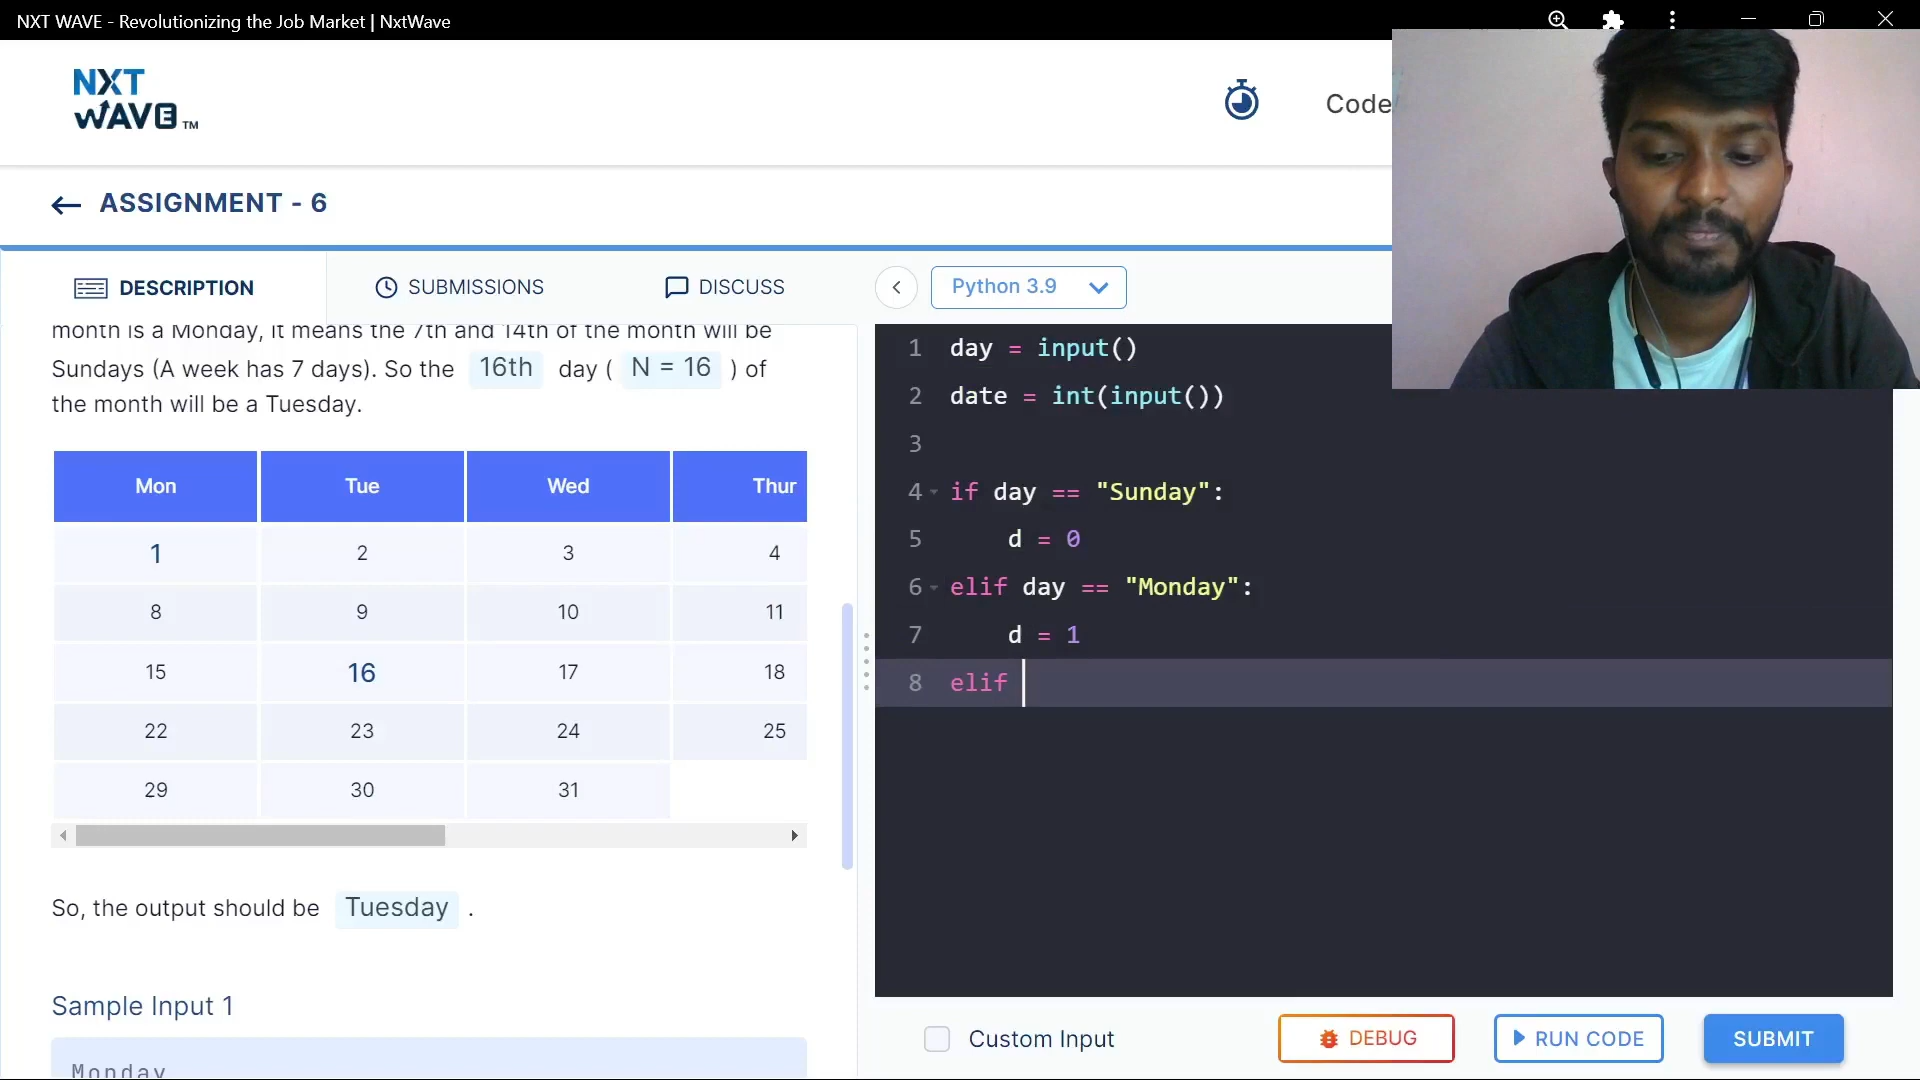 NXT WAVE - Revolutionizing the Job Market | NxtWave
NXT
WAVE TM
Code
ASSIGNMENT - 6
DESCRIPTION
SUBMISSIONS
DISCUSS
Python 3.9
month is a Monday, it means the 7th and 14th of the month will be
Sundays (A week has 7 days). So the 16th day ( N = 16 ) of
the month will be a Tuesday.
Mon Tue Wed Thur
1 2 3 4
8 9 10 11
15 16 17 18
22 23 24 25
29 30 31
So, the output should be Tuesday .
Sample Input 1
Monday
1 day = input()
2 date = int(input())
3
4 if day == "Sunday":
5     d = 0
6 elif day == "Monday":
7     d = 1
8 elif
Custom Input
DEBUG
RUN CODE
SUBMIT